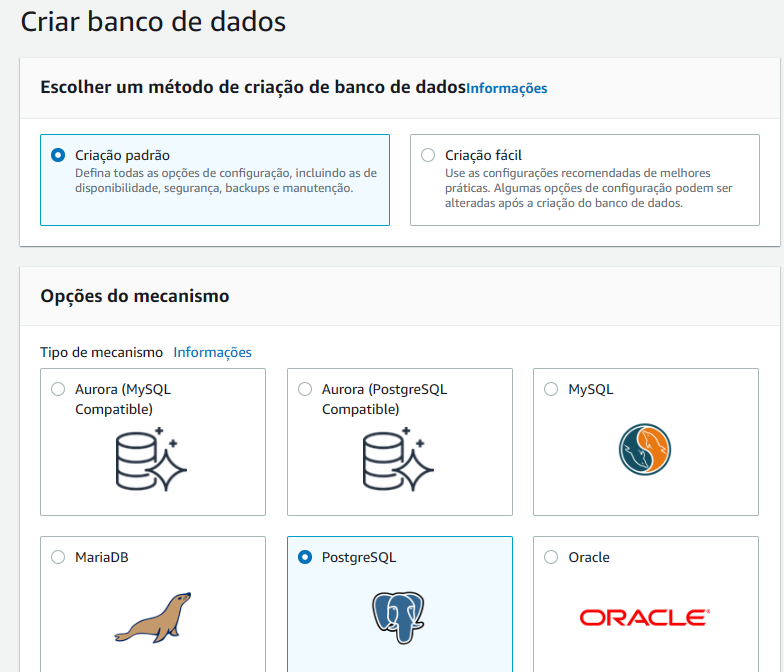 Criar banco de dados
Escolher um método de criação de banco de dadosInformações
Criação padrão
Defina todas as opções de configuração, incluindo as de
disponibilidade, segurança, backups e manutenção.
Criação fácil
Use as configurações recomendadas de melhores
práticas. Algumas opções de configuração podem ser
alteradas após a criação do banco de dados.
Opções do mecanismo
Tipo de mecanismo Informações
Aurora (MySQL
Compatible)
Aurora (PostgreSQL
Compatible)
MySQL
MariaDB
PostgreSQL
Oracle
ORACLE